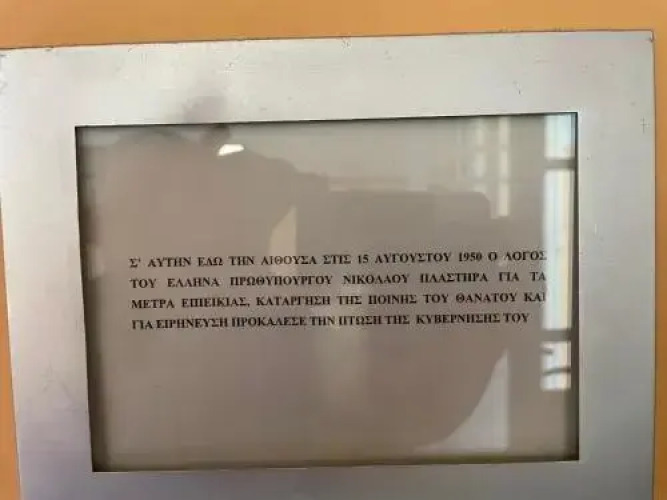 Σ' ΑΥΤΗΝ ΕΔΩ ΤΗΝ ΑΙΘΟΥΣΑ ΣΤΙΣ 15 ΑΥΓΟΥΣΤΟΥ 1950 Ο ΛΟΓΟΣ
ΤΟΥ ΕΛΛΗΝΑ ΠΡΩΘΥΠΟΥΡΓΟΥ ΝΙΚΟΛΑΟΥ ΠΛΑΣΤΗΡΑ ΓΙΑ ΤΑ
ΜΕΤΡΑ ΕΠΙΕΙΚΙΑΣ, ΚΑΤΑΡΓΗΣΗ ΤΗΣ ΠΟΙΝΗΣ ΤΟΥ ΘΑΝΑΤΟΥ ΚΑΙ
ΓΙΑ ΕΙΡΗΝΕΥΣΗ ΠΡΟΚΑΛΕΣΕ ΤΗΝ ΠΤΩΣΗ ΤΗΣ ΚΥΒΕΡΝΗΣΗΣ ΤΟΥ